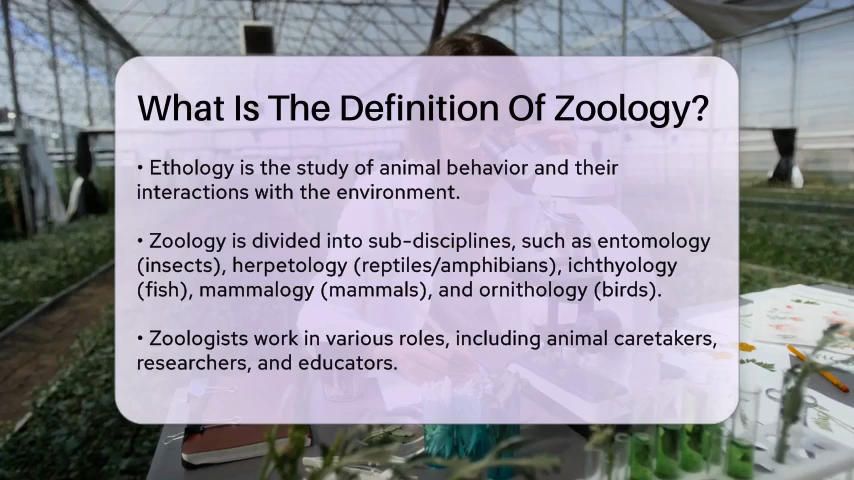 What Is The Definition Of Zoology?
• Ethology is the study of animal behavior and their
interactions with the environment.
• Zoology is divided into sub-disciplines, such as entomology
(insects), herpetology (reptiles/amphibians), ichthyology
(fish), mammalogy (mammals), and ornithology (birds).
• Zoologists work in various roles, including animal caretakers,
researchers, and educators.